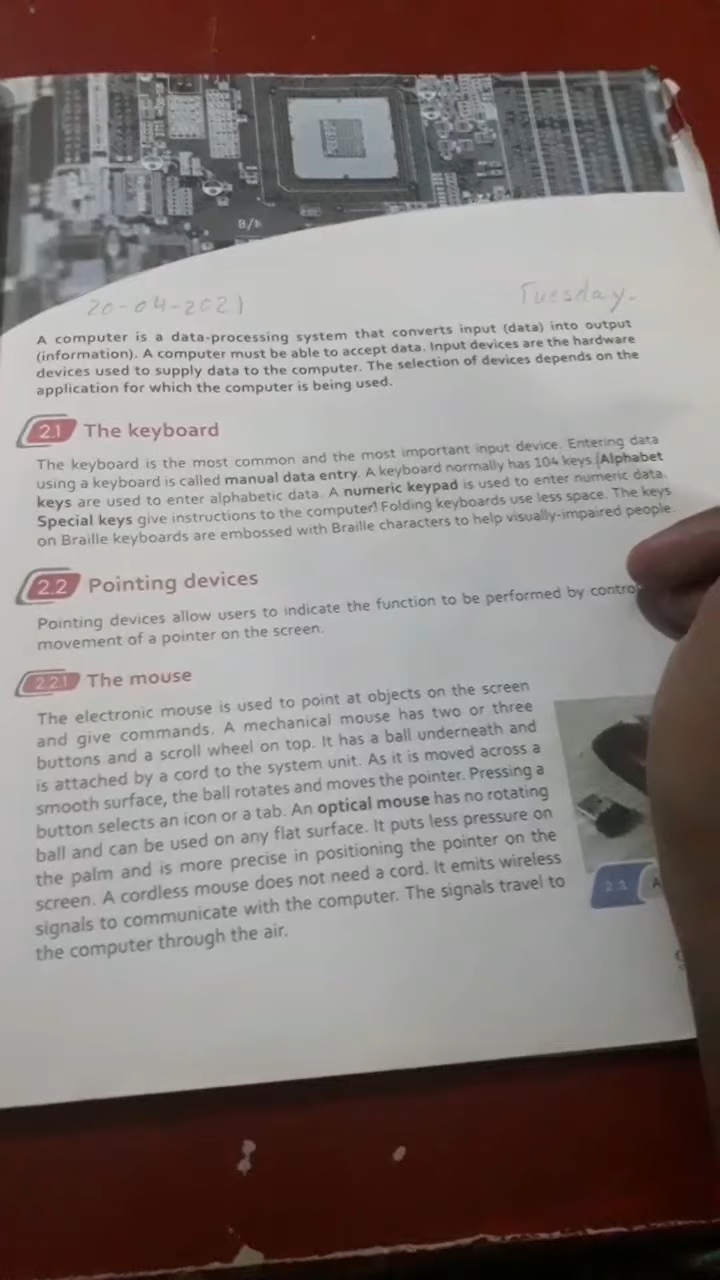 B/N
20-04-2021 Tuesday.
A computer is a data-processing system that converts input (data) into output
(information). A computer must be able to accept data. Input devices are the hardware
devices used to supply data to the computer. The selection of devices depends on the
application for which the computer is being used.
2.1 The keyboard
The keyboard is the most common and the most important input device. Entering data
using a keyboard is called manual data entry. A keyboard normally has 104 keys. (Alphabet
keys are used to enter alphabetic data. A numeric keypad is used to enter numeric data.
Special keys give instructions to the computer.) Folding keyboards use less space. The keys
on Braille keyboards are embossed with Braille characters to help visually-impaired people.
2.2 Pointing devices
Pointing devices allow users to indicate the function to be performed by contro
movement of a pointer on the screen.
2.2.1 The mouse
The electronic mouse is used to point at objects on the screen
and give commands. A mechanical mouse has two or three
buttons and a scroll wheel on top. It has a ball underneath and
is attached by a cord to the system unit. As it is moved across a
smooth surface, the ball rotates and moves the pointer. Pressing a
button selects an icon or a tab. An optical mouse has no rotating
ball and can be used on any flat surface. It puts less pressure on
the palm and is more precise in positioning the pointer on the
screen. A cordless mouse does not need a cord. It emits wireless
signals to communicate with the computer. The signals travel to
the computer through the air.
2.1 A